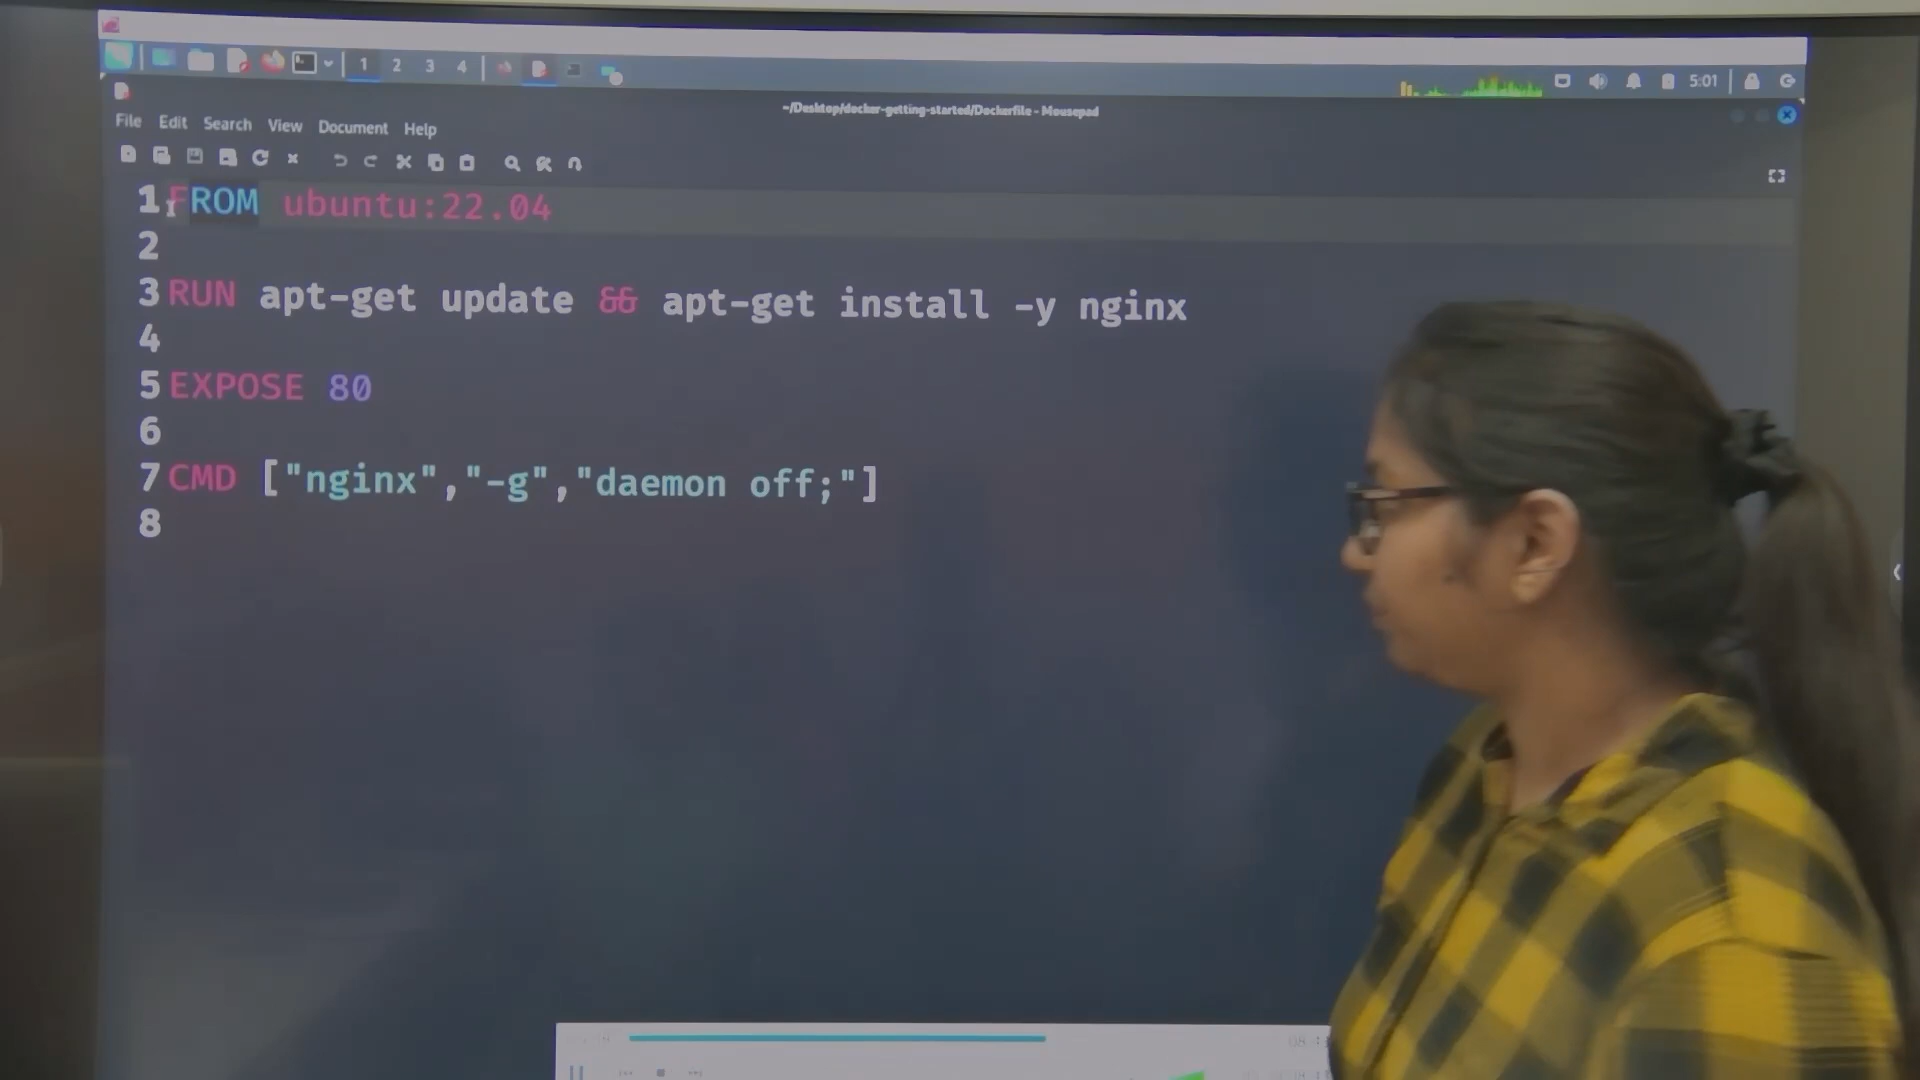 1 2 3 4
5:01
~/Desktop/docker-getting-started/Dockerfile - Mousepad
File Edit Search View Document Help
1 FROM ubuntu:22.04
2
3 RUN apt-get update && apt-get install -y nginx
4
5 EXPOSE 80
6
7 CMD ["nginx","-g","daemon off;"]
8